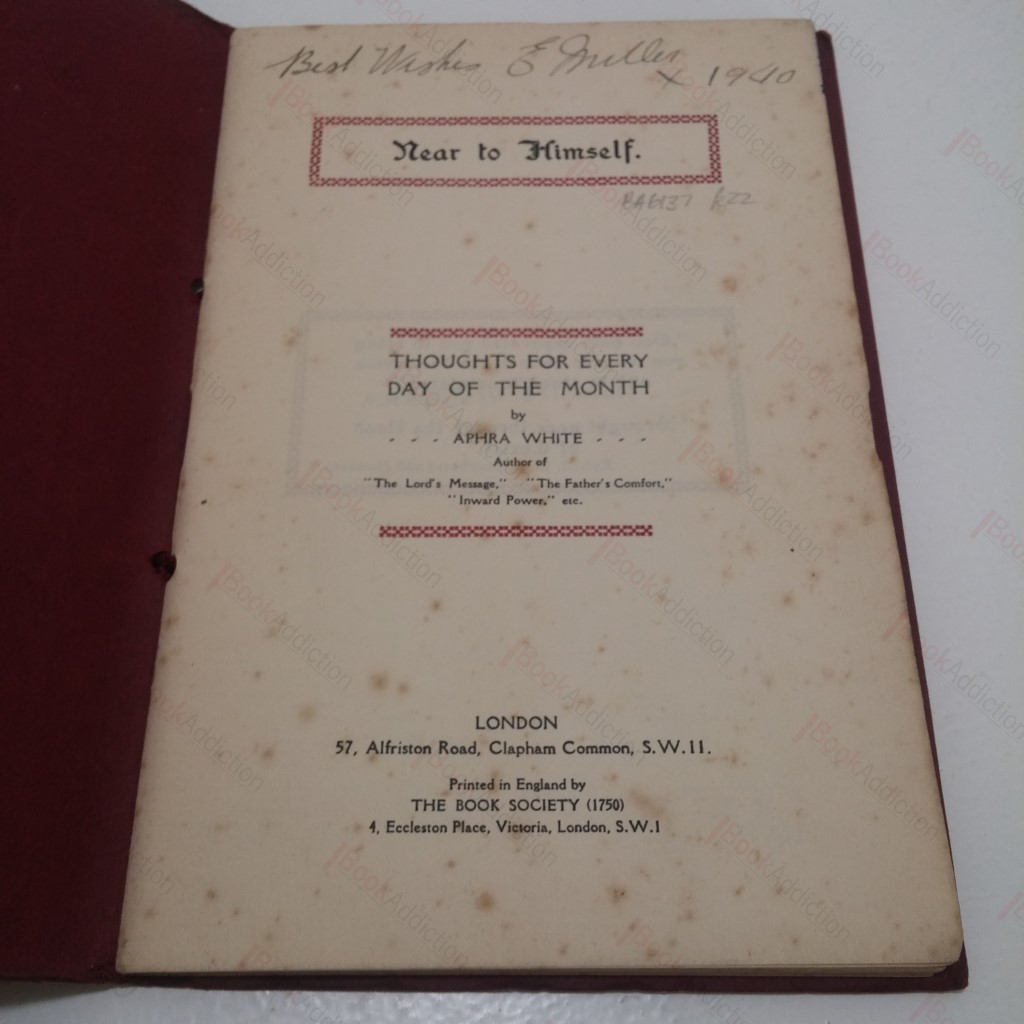 Best Wishes E Miller
x 1940
Near to Himself.
THOUGHTS FOR EVERY
DAY OF THE MONTH
by
- - - APHRA WHITE - - -
Author of
"The Lord's Message," "The Father's Comfort,"
"Inward Power," etc.
LONDON
57, Alfriston Road, Clapham Common, S.W.11.
Printed in England by
THE BOOK SOCIETY (1750)
4, Eccleston Place, Victoria, London, S.W.1
BookAddiction